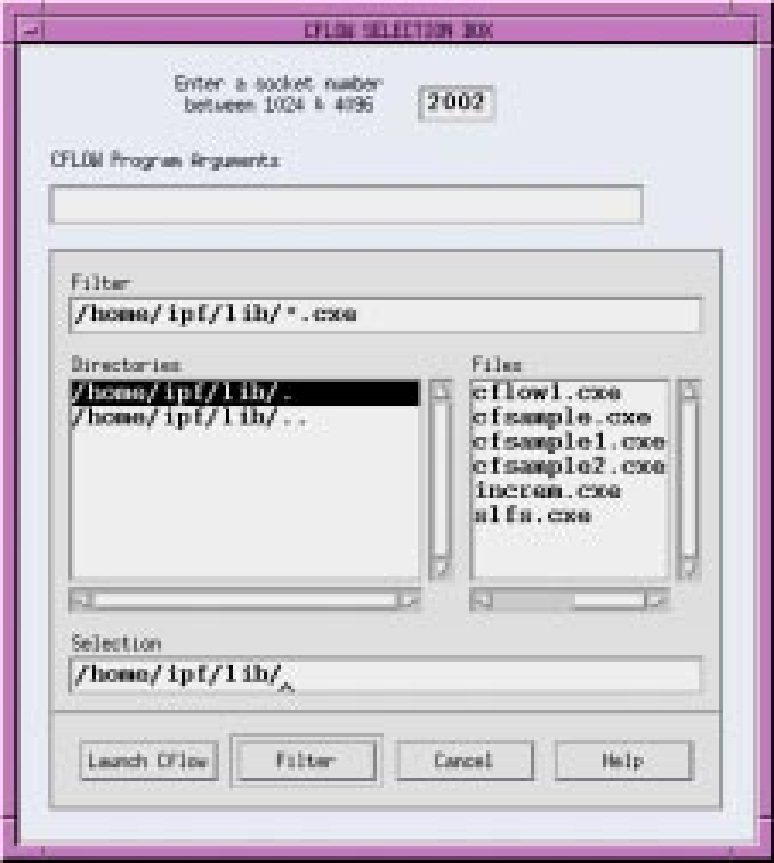 CFLOW SELECTION BOX
Enter a socket number
between 1024 & 4096
2002
CFLOW Program Arguments
Filter
/home/ipf/lib/*.cxe
Directories
/home/ipf/lib/.
/home/ipf/lib/..
Files
cflow1.cxe
cfsample.cxe
cfsample1.cxe
cfsample2.cxe
increm.cxe
slfs.cxe
Selection
/home/ipf/lib/
Launch CFlow
Filter
Cancel
Help